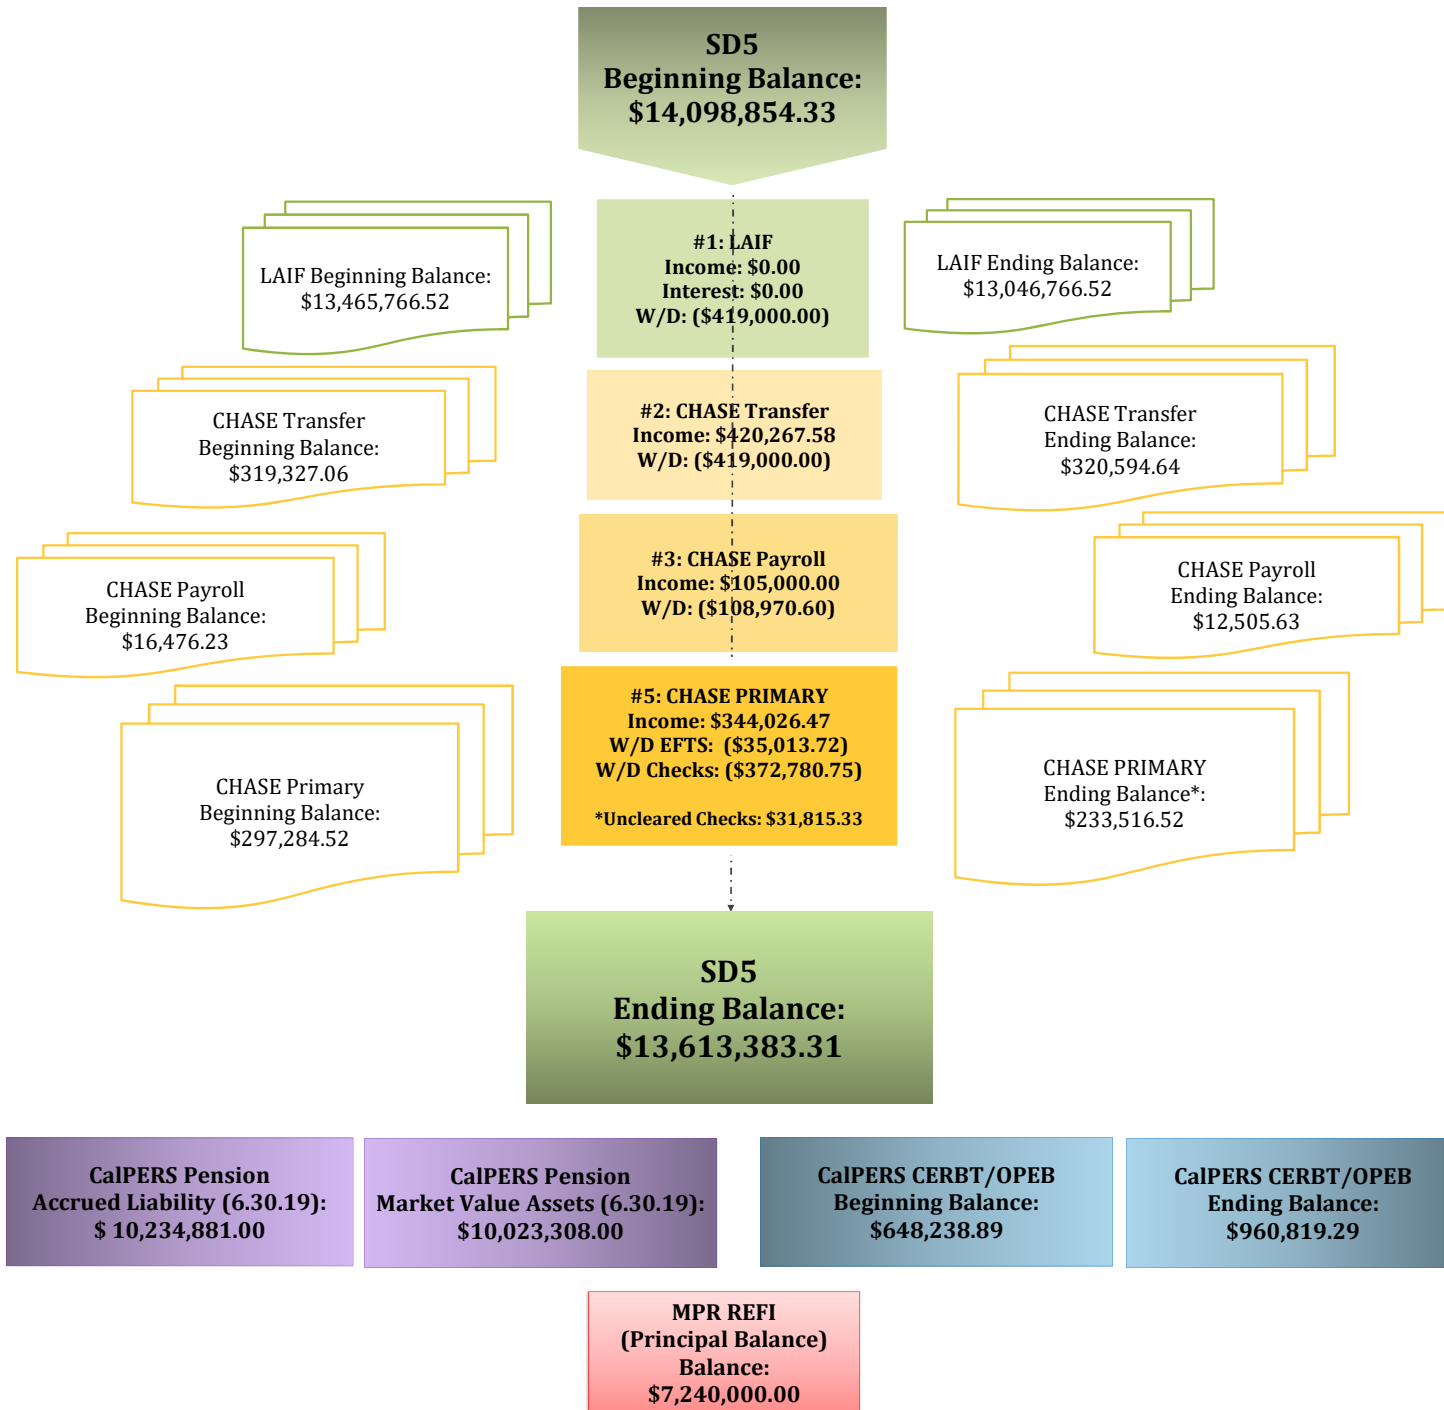 SD5
Beginning Balance:
$14,098,854.33
LAIF Beginning Balance:
$13,465,766.52
#1: LAIF
Income: $0.00
Interest: $0.00
W/D: ($419,000.00)
LAIF Ending Balance:
$13,046,766.52
CHASE Transfer
Beginning Balance:
$319,327.06
#2: CHASE Transfer
Income: $420,267.58
W/D: ($419,000.00)
CHASE Transfer
Ending Balance:
$320,594.64
CHASE Payroll
Beginning Balance:
$16,476.23
#3: CHASE Payroll
Income: $105,000.00
W/D: ($108,970.60)
CHASE Payroll
Ending Balance:
$12,505.63
CHASE Primary
Beginning Balance:
$297,284.52
#5: CHASE PRIMARY
Income: $344,026.47
W/D EFTS: ($35,013.72)
W/D Checks: ($372,780.75)
*Uncleared Checks: $31,815.33
CHASE PRIMARY
Ending Balance*:
$233,516.52
SD5
Ending Balance:
$13,613,383.31
CalPERS Pension
Accrued Liability (6.30.19):
$ 10,234,881.00
CalPERS Pension
Market Value Assets (6.30.19):
$10,023,308.00
CalPERS CERBT/OPEB
Beginning Balance:
$648,238.89
CalPERS CERBT/OPEB
Ending Balance:
$960,819.29
MPR REFI
(Principal Balance)
Balance:
$7,240,000.00